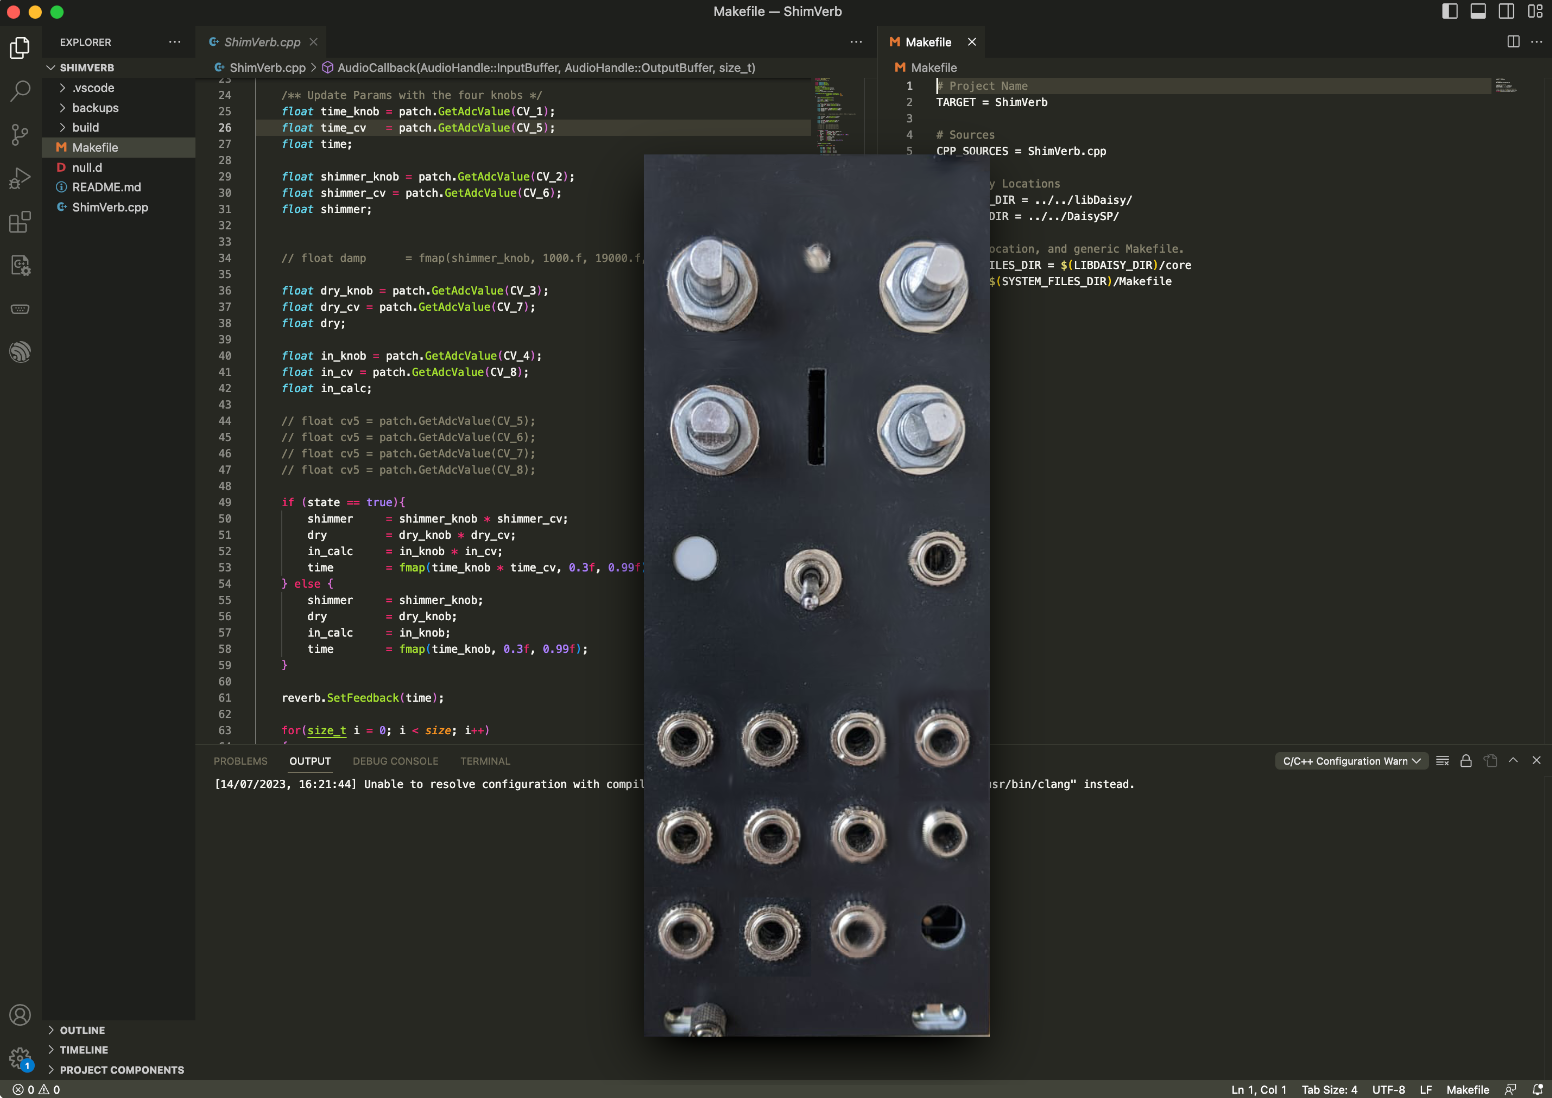 Makefile — ShimVerb
EXPLORER
SHIMVERB
.vscode
backups
build
M Makefile
D null.d
README.md
ShimVerb.cpp
OUTLINE
TIMELINE
PROJECT COMPONENTS
1
ShimVerb.cpp
ShimVerb.cpp > AudioCallback(AudioHandle::InputBuffer, AudioHandle::OutputBuffer, size_t)
23
24 /** Update Params with the four knobs */
25 float time_knob = patch.GetAdcValue(CV_1);
26 float time_cv   = patch.GetAdcValue(CV_5);
27 float time;
28
29 float shimmer_knob = patch.GetAdcValue(CV_2);
30 float shimmer_cv = patch.GetAdcValue(CV_6);
31 float shimmer;
32
33
34 // float damp      = fmap(shimmer_knob, 1000.f, 19000.f,
35
36 float dry_knob = patch.GetAdcValue(CV_3);
37 float dry_cv = patch.GetAdcValue(CV_7);
38 float dry;
39
40 float in_knob = patch.GetAdcValue(CV_4);
41 float in_cv = patch.GetAdcValue(CV_8);
42 float in_calc;
43
44 // float cv5 = patch.GetAdcValue(CV_5);
45 // float cv5 = patch.GetAdcValue(CV_6);
46 // float cv5 = patch.GetAdcValue(CV_7);
47 // float cv5 = patch.GetAdcValue(CV_8);
48
49 if (state == true){
50 shimmer     = shimmer_knob * shimmer_cv;
51 dry         = dry_knob * dry_cv;
52 in_calc     = in_knob * in_cv;
53 time        = fmap(time_knob * time_cv, 0.3f, 0.99f
54 } else {
55 shimmer     = shimmer_knob;
56 dry         = dry_knob;
57 in_calc     = in_knob;
58 time        = fmap(time_knob, 0.3f, 0.99f);
59 }
60
61 reverb.SetFeedback(time);
62
63 for(size_t i = 0; i < size; i++)
{
M Makefile
M Makefile
1 # Project Name
2 TARGET = ShimVerb
3
4 # Sources
5 CPP_SOURCES = ShimVerb.cpp
y Locations
_DIR = ../../libDaisy/
DIR = ../../DaisySP/
ocation, and generic Makefile.
ILES_DIR = $(LIBDAISY_DIR)/core
$(SYSTEM_FILES_DIR)/Makefile
PROBLEMS OUTPUT DEBUG CONSOLE TERMINAL
C/C++ Configuration Warn
[14/07/2023, 16:21:44] Unable to resolve configuration with compil
sr/bin/clang" instead.
0 0
Ln 1, Col 1 Tab Size: 4 UTF-8 LF Makefile